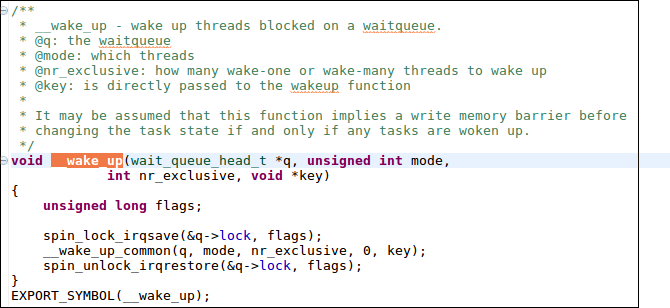 /**
 * __wake_up - wake up threads blocked on a waitqueue.
 * @q: the waitqueue
 * @mode: which threads
 * @nr_exclusive: how many wake-one or wake-many threads to wake up
 * @key: is directly passed to the wakeup function
 *
 * It may be assumed that this function implies a write memory barrier before
 * changing the task state if and only if any tasks are woken up.
 */
void __wake_up(wait_queue_head_t *q, unsigned int mode,
            int nr_exclusive, void *key)
{
    unsigned long flags;

    spin_lock_irqsave(&q->lock, flags);
    __wake_up_common(q, mode, nr_exclusive, 0, key);
    spin_unlock_irqrestore(&q->lock, flags);
}
EXPORT_SYMBOL(__wake_up);